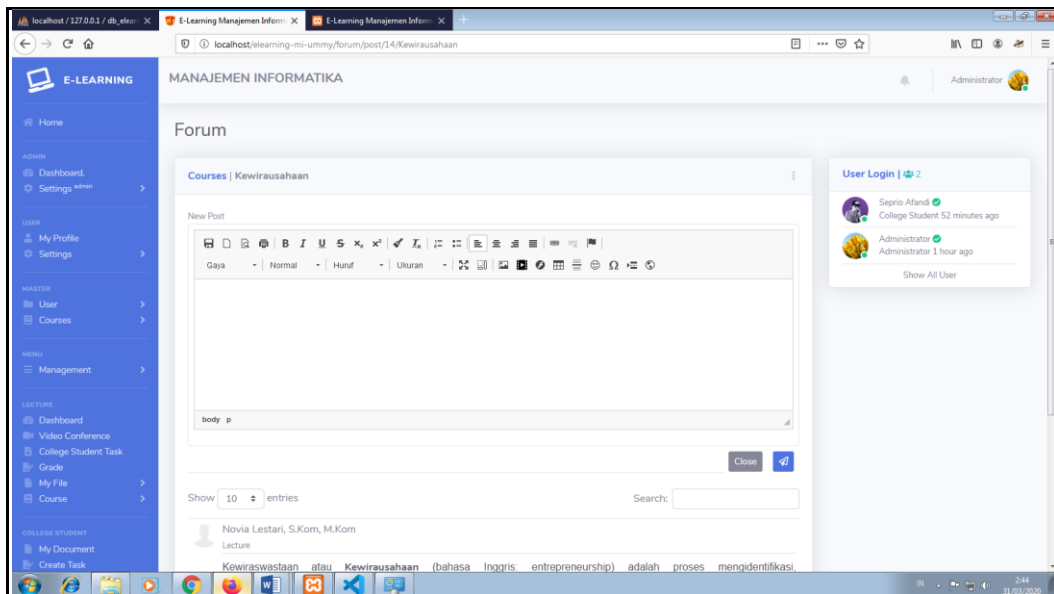 localhost / 127.0.0.1 / db_elear
E-Learning Manajemen Inform
E-Learning Manajemen Inform
localhost/elearning-mi-ummy/forum/post/14/Kewirausahaan
E-LEARNING
MANAJEMEN INFORMATIKA
Administrator
Home
ADMIN
Dashboard.
Settings admin
USER
My Profile
Settings
MASTER
User
Courses
MENU
Management
LECTURE
Dashboard
Video Conference
College Student Task
Grade
My File
Course
COLLEGE STUDENT
My Document
Create Task
Forum
Courses | Kewirausahaan
New Post
Gaya Normal Huruf Ukuran
body p
Close
Show 10 entries Search:
Novia Lestari, S.Kom, M.Kom
Lecture
Kewiraswastaan atau Kewirausahaan (bahasa Inggris: entrepreneurship) adalah proses mengidentifikasi,
User Login | 2
Seprio Afandi
College Student 52 minutes ago
Administrator
Administrator 1 hour ago
Show All User
IN
2:44
31/03/2020